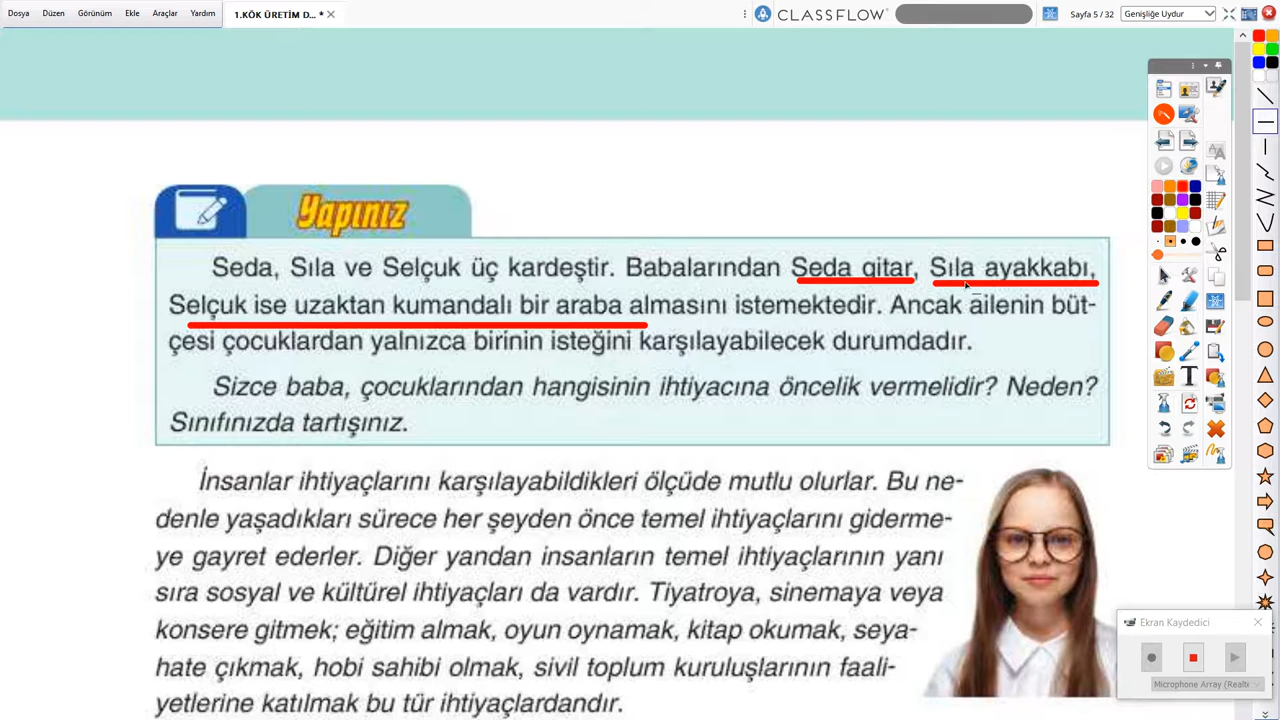 Dosya Düzen Görünüm Ekle Araçlar Yardım 1.KÖK ÜRETİM D... * CLASSFLOW Sayfa 5 / 32 Genişliğe Uydur
Yapınız
Seda, Sıla ve Selçuk üç kardeştir. Babalarından Seda gitar, Sıla ayakkabı,
Selçuk ise uzaktan kumandalı bir araba almasını istemektedir. Ancak ailenin büt-
çesi çocuklardan yalnızca birinin isteğini karşılayabilecek durumdadır.
Sizce baba, çocuklarından hangisinin ihtiyacına öncelik vermelidir? Neden?
Sınıfınızda tartışınız.
İnsanlar ihtiyaçlarını karşılayabildikleri ölçüde mutlu olurlar. Bu ne-
denle yaşadıkları sürece her şeyden önce temel ihtiyaçlarını giderme-
ye gayret ederler. Diğer yandan insanların temel ihtiyaçlarının yanı
sıra sosyal ve kültürel ihtiyaçları da vardır. Tiyatroya, sinemaya veya
konsere gitmek; eğitim almak, oyun oynamak, kitap okumak, seya-
hate çıkmak, hobi sahibi olmak, sivil toplum kuruluşlarının faali-
yetlerine katılmak bu tür ihtiyaçlardandır.
Ekran Kaydedici
Microphone Array (Realte